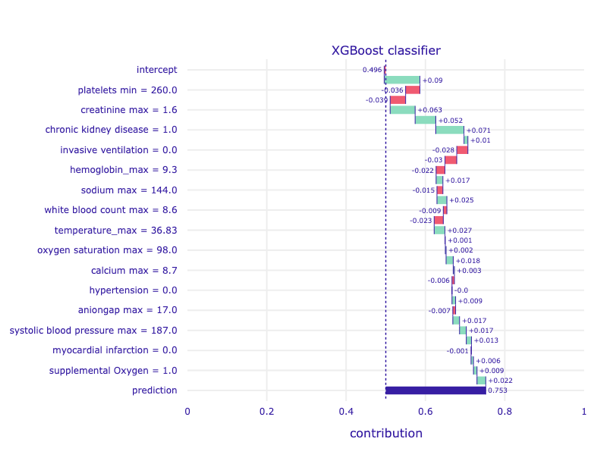 XGBoost classifier
intercept
0.496
+0.09
platelets min = 260.0
-0.036
-0.039
creatinine max = 1.6
+0.063
+0.052
chronic kidney disease = 1.0
+0.071
+0.01
invasive ventilation = 0.0
-0.028
-0.03
hemoglobin_max = 9.3
-0.022
+0.017
sodium max = 144.0
-0.015
+0.025
white blood count max = 8.6
-0.009
-0.023
temperature_max = 36.83
+0.027
+0.001
oxygen saturation max = 98.0
+0.002
+0.018
calcium max = 8.7
+0.003
-0.006
hypertension = 0.0
-0.0
+0.009
aniongap max = 17.0
-0.007
+0.017
systolic blood pressure max = 187.0
+0.017
+0.013
myocardial infarction = 0.0
-0.001
+0.006
supplemental Oxygen = 1.0
+0.009
+0.022
prediction
0.753
0 0.2 0.4 0.6 0.8 1
contribution